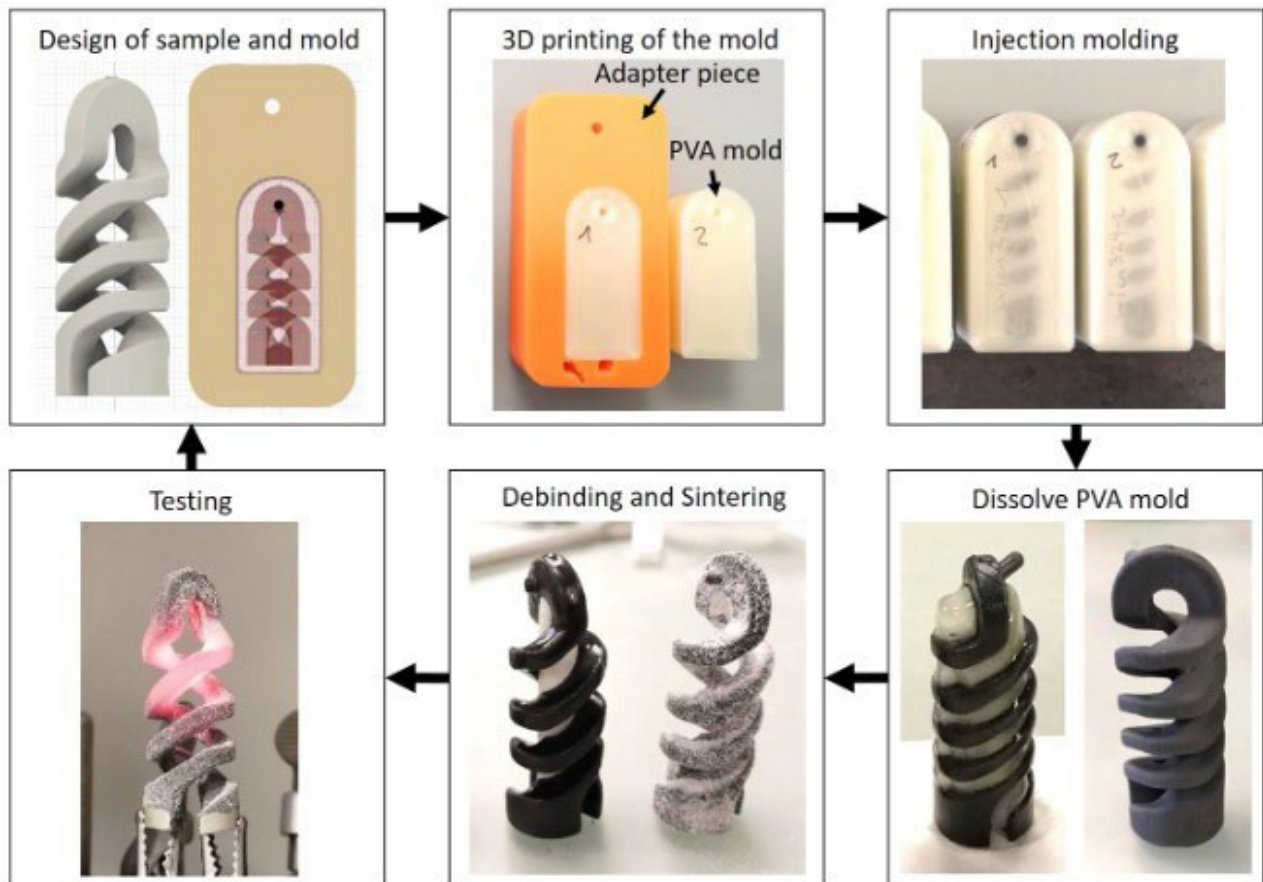 Design of sample and mold
3D printing of the mold
Adapter piece
PVA mold
1
2
Injection molding
1
2
Testing
Debinding and Sintering
Dissolve PVA mold